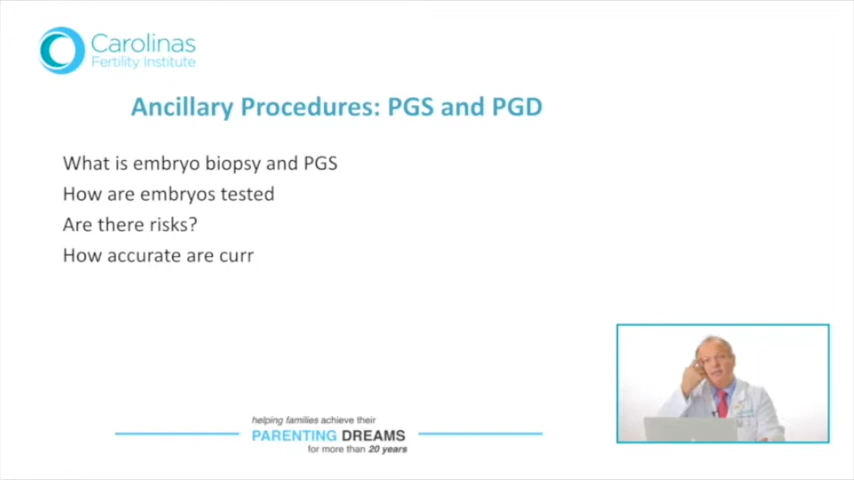 Carolinas
Fertility Institute
Ancillary Procedures: PGS and PGD
What is embryo biopsy and PGS
How are embryos tested
Are there risks?
How accurate are curr
helping families achieve their
PARENTING DREAMS
for more than 20 years